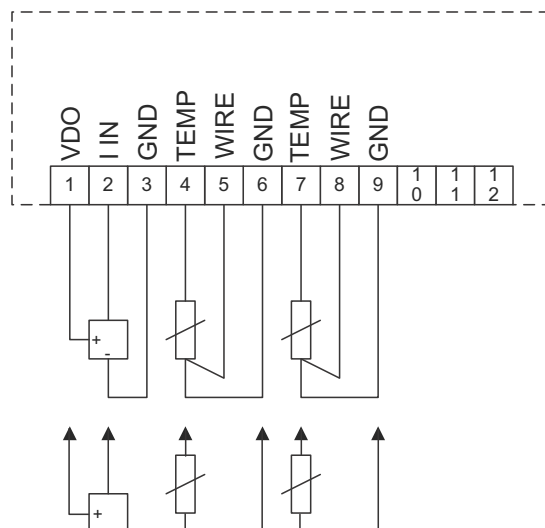 VDO
I IN
GND
TEMP
WIRE
GND
TEMP
WIRE
GND
1 2 3 4 5 6 7 8 9 10 11 12
+
-
+